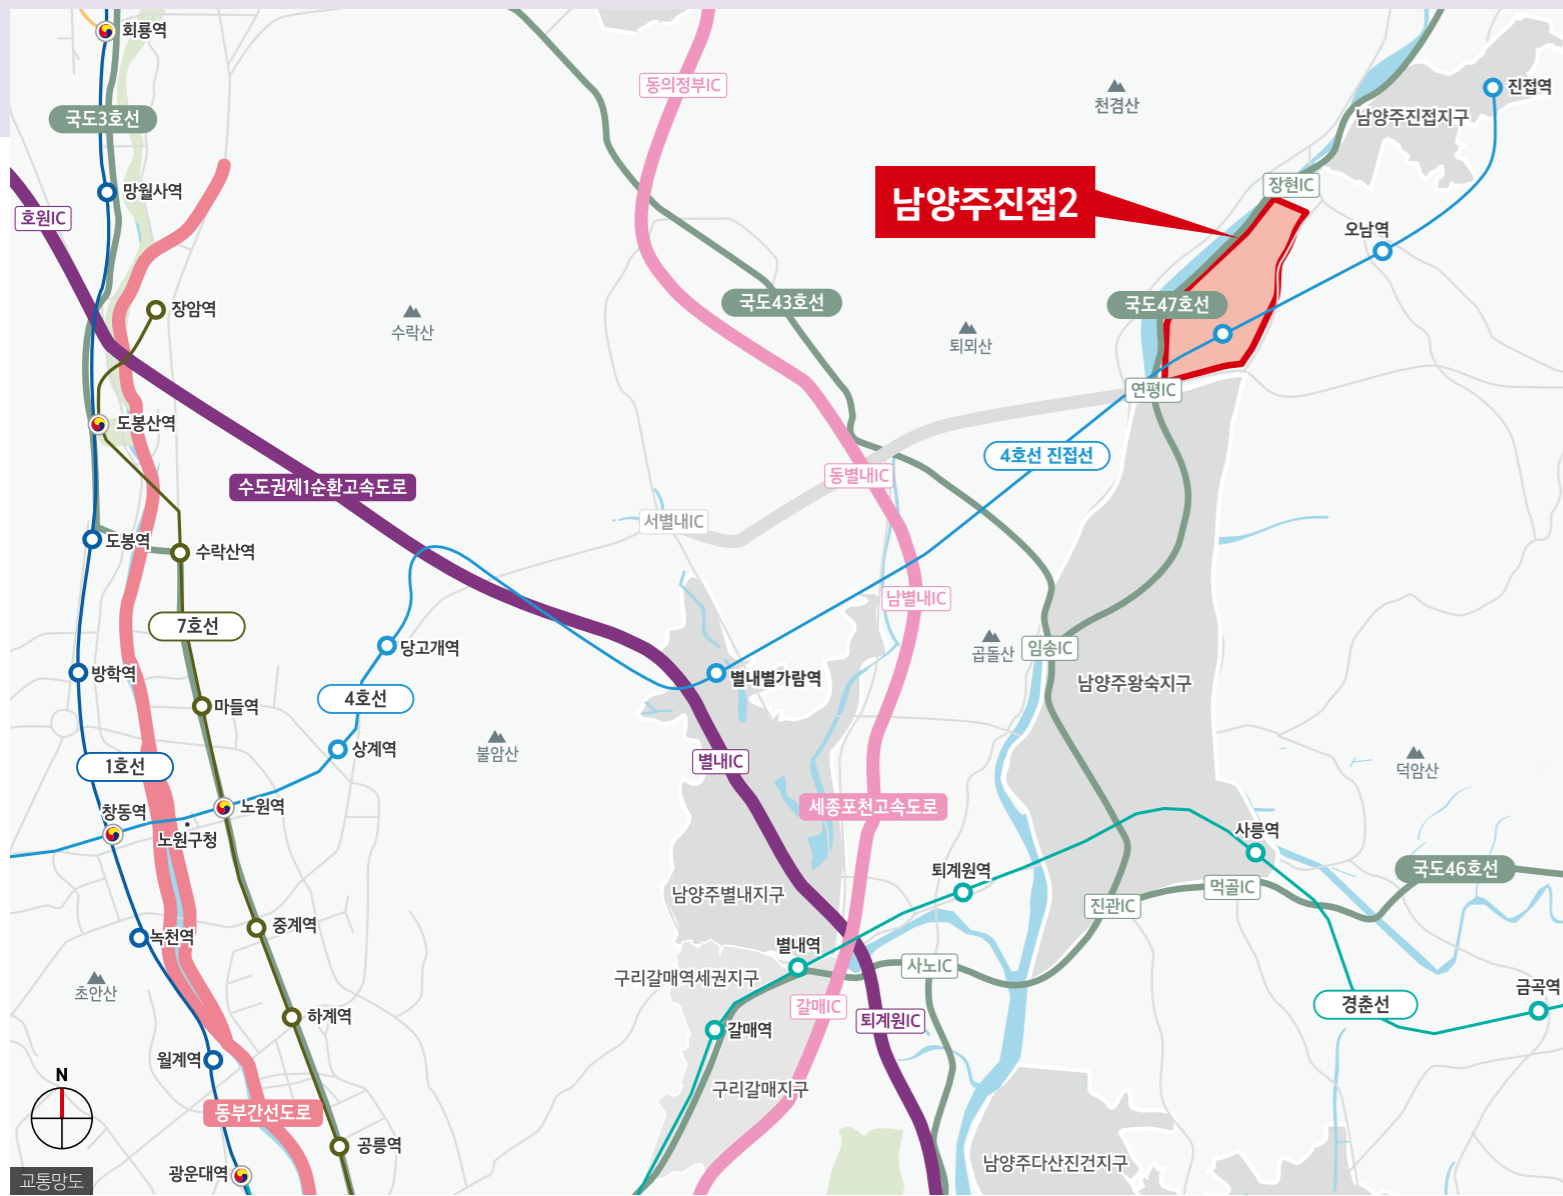 회룡역
국도3호선
망월사역
호원IC
동의정부IC
천겸산
진접역
남양주진접지구
장현IC
남양주진접2
오남역
장암역
수락산
국도43호선
국도47호선
퇴뫼산
연평IC
도봉산역
4호선 진접선
동별내IC
수도권제1순환고속도로
서별내IC
도봉역
수락산역
남별내IC
7호선
당고개역
곱돌산
임송IC
방학역
별내별가람역
남양주왕숙지구
4호선
마들역
상계역
불암산
별내IC
1호선
덕암산
창동역
노원역
노원구청
세종포천고속도로
사릉역
퇴계원역
국도46호선
먹골IC
남양주별내지구
진관IC
중계역
녹천역
별내역
사노IC
구리갈매역세권지구
초안산
갈매IC
금곡역
경춘선
하계역
갈매역
퇴계원IC
월계역
N
구리갈매지구
동부간선도로
공릉역
남양주다산진건지구
광운대역
교통망도